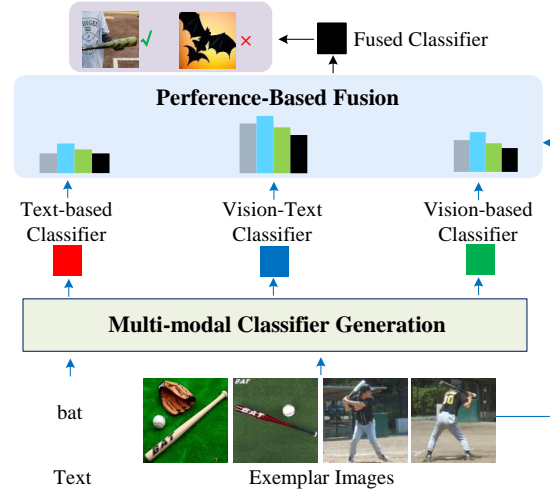 Fused Classifier
Perference-Based Fusion
Text-based
Classifier
Vision-Text
Classifier
Vision-based
Classifier
Multi-modal Classifier Generation
bat
BAT
BAT
BAT
Text
Exemplar Images